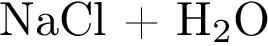 NaCl + H₂O